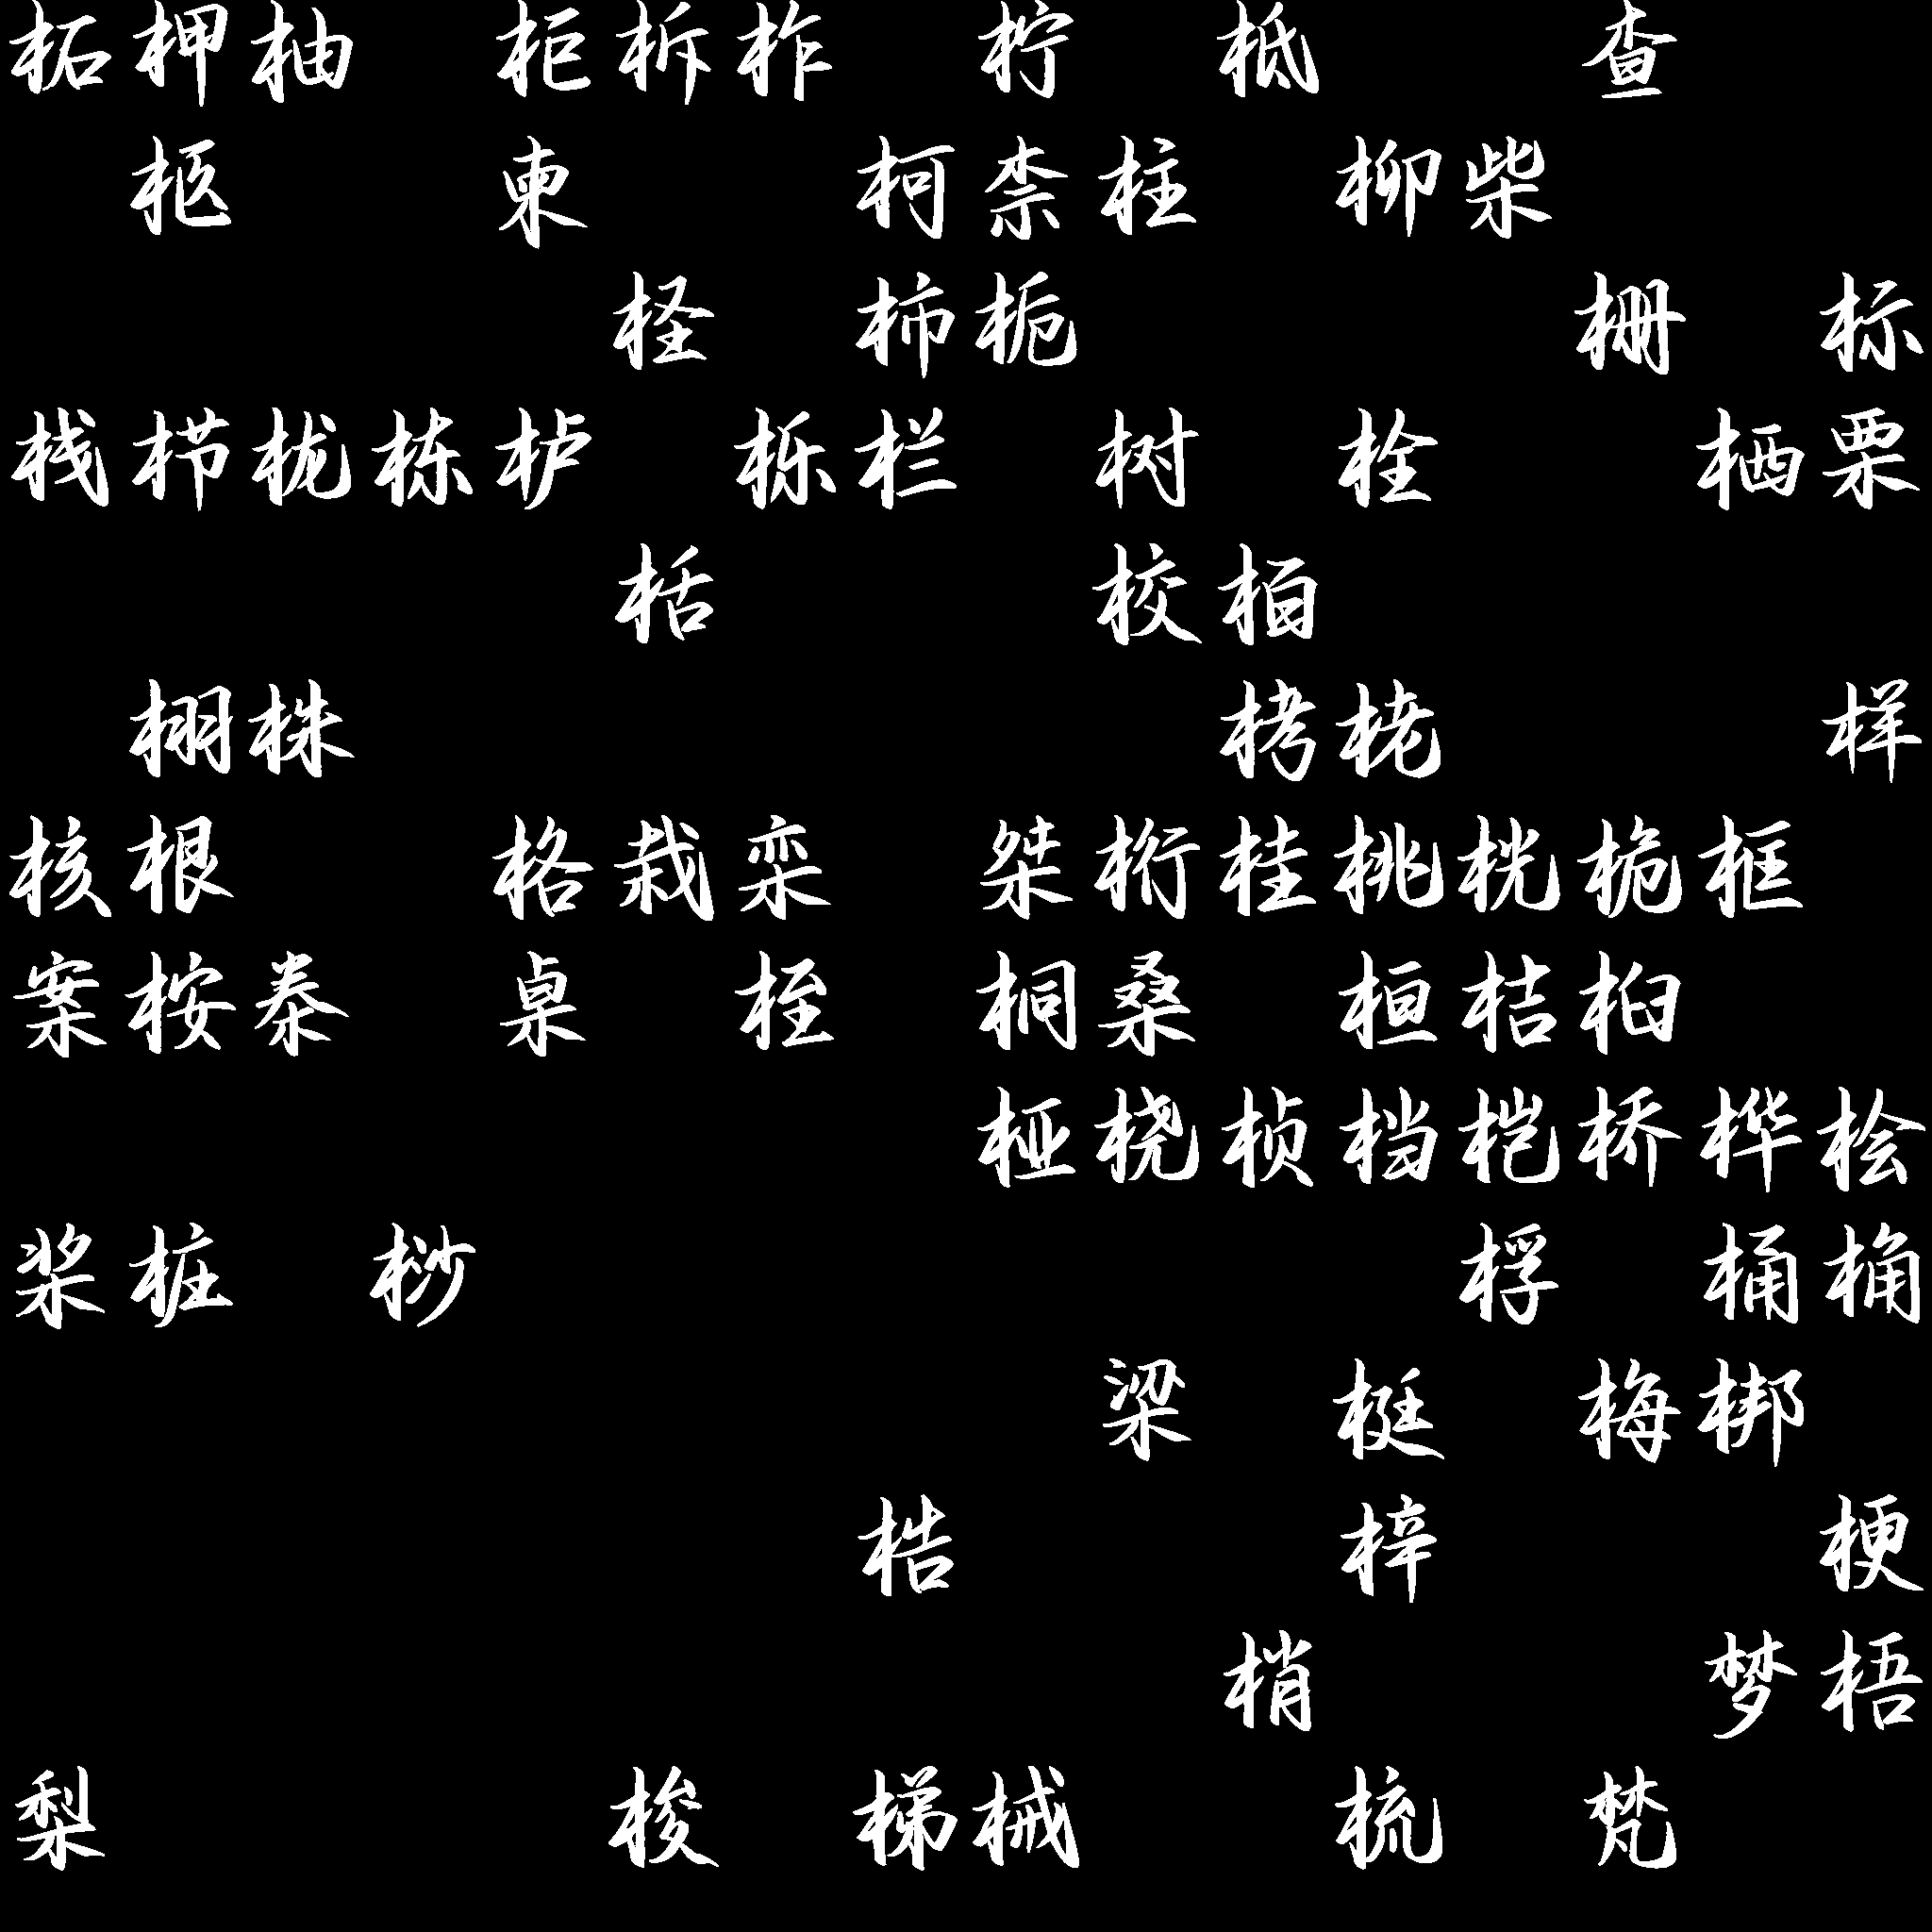 柘柙柚柜柝柞柠柢查
柩柬柯柰柱柳柴
柽柿栀栅标
栈栉栊栋栌栎栏树栓栖栗
栝校栢
栩株栲栳样
核根格栽栾桀桁桂桃桄桅框
案桉桊桌桎桐桑桓桔桕
桠桡桢档桤桥桦桧
桨桩桫桴桶桷
梁梃梅梆
梏梓梗
梢梦梧
梨梭梯械梳梵